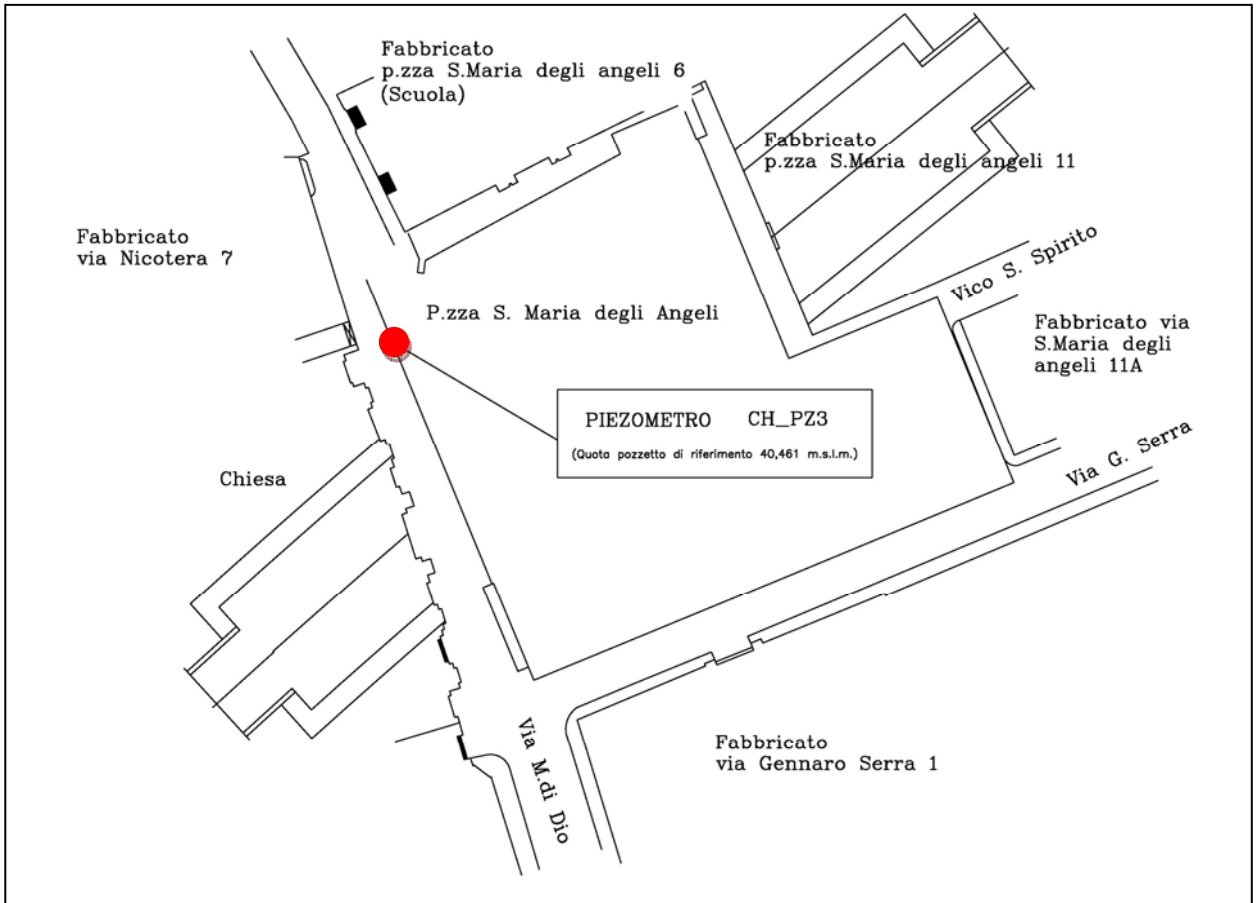 Fabbricato
p.zza S.Maria degli angeli 6
(Scuola)
Fabbricato
p.zza S.Maria degli angeli 11
Fabbricato
via Nicotera 7
Vico S. Spirito
P.zza S. Maria degli Angeli
Fabbricato via
S.Maria degli
angeli 11A
PIEZOMETRO CH_PZ3
(Quota pozzetto di riferimento 40,461 m.s.l.m.)
Via G. Serra
Chiesa
Via M.di Dio
Fabbricato
via Gennaro Serra 1